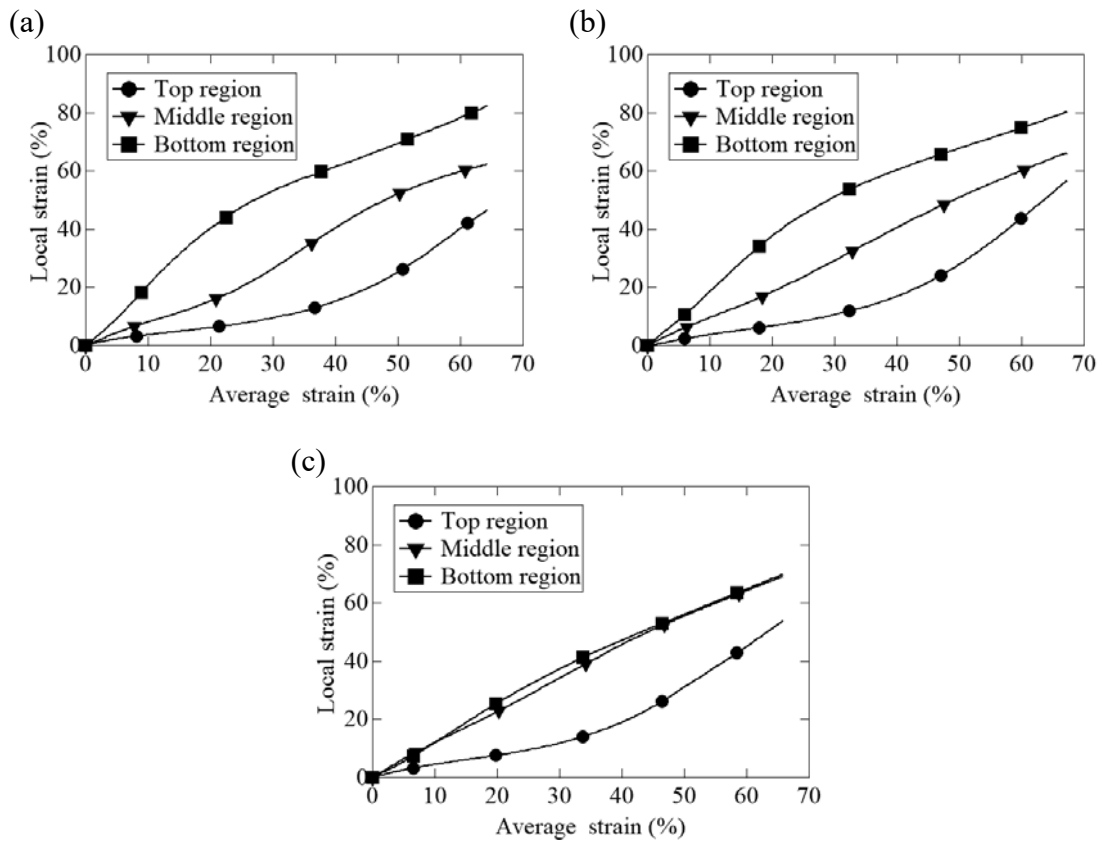 (a)
100
80
60
40
20
0
Local strain (%)
Top region
Middle region
Bottom region
0 10 20 30 40 50 60 70
Average strain (%)
(b)
100
80
60
40
20
0
Local strain (%)
Top region
Middle region
Bottom region
0 10 20 30 40 50 60 70
Average strain (%)
(c)
100
80
60
40
20
0
Local strain (%)
Top region
Middle region
Bottom region
0 10 20 30 40 50 60 70
Average strain (%)